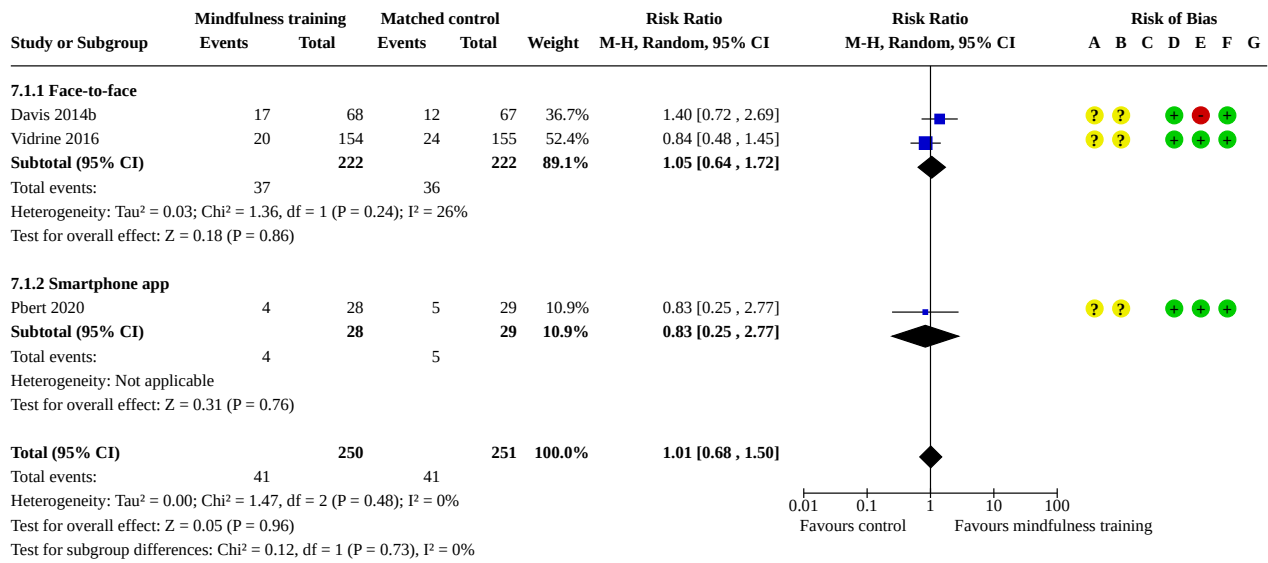 Mindfulness training Matched control Risk Ratio Risk Ratio Risk of Bias
Study or Subgroup Events Total Events Total Weight M-H, Random, 95% CI M-H, Random, 95% CI A B C D E F G
7.1.1 Face-to-face
Davis 2014b 17 68 12 67 36.7% 1.40 [0.72 , 2.69] ? ? + - +
Vidrine 2016 20 154 24 155 52.4% 0.84 [0.48 , 1.45] ? ? + + +
Subtotal (95% CI) 222 222 89.1% 1.05 [0.64 , 1.72]
Total events: 37 36
Heterogeneity: Tau² = 0.03; Chi² = 1.36, df = 1 (P = 0.24); I² = 26%
Test for overall effect: Z = 0.18 (P = 0.86)
7.1.2 Smartphone app
Pbert 2020 4 28 5 29 10.9% 0.83 [0.25 , 2.77] ? ? + + +
Subtotal (95% CI) 28 29 10.9% 0.83 [0.25 , 2.77]
Total events: 4 5
Heterogeneity: Not applicable
Test for overall effect: Z = 0.31 (P = 0.76)
Total (95% CI) 250 251 100.0% 1.01 [0.68 , 1.50]
Total events: 41 41
Heterogeneity: Tau² = 0.00; Chi² = 1.47, df = 2 (P = 0.48); I² = 0%
Test for overall effect: Z = 0.05 (P = 0.96)
Test for subgroup differences: Chi² = 0.12, df = 1 (P = 0.73), I² = 0%
0.01 0.1 1 10 100
Favours control Favours mindfulness training